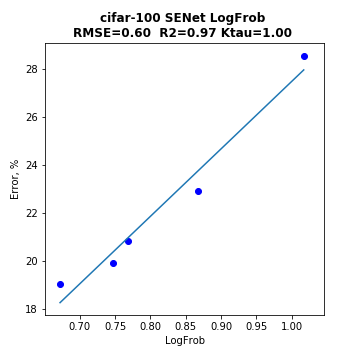 cifar-100 SENet LogFrob
RMSE=0.60  R2=0.97 Ktau=1.00
28
26
24
22
20
18
Error, %
0.70 0.75 0.80 0.85 0.90 0.95 1.00
LogFrob